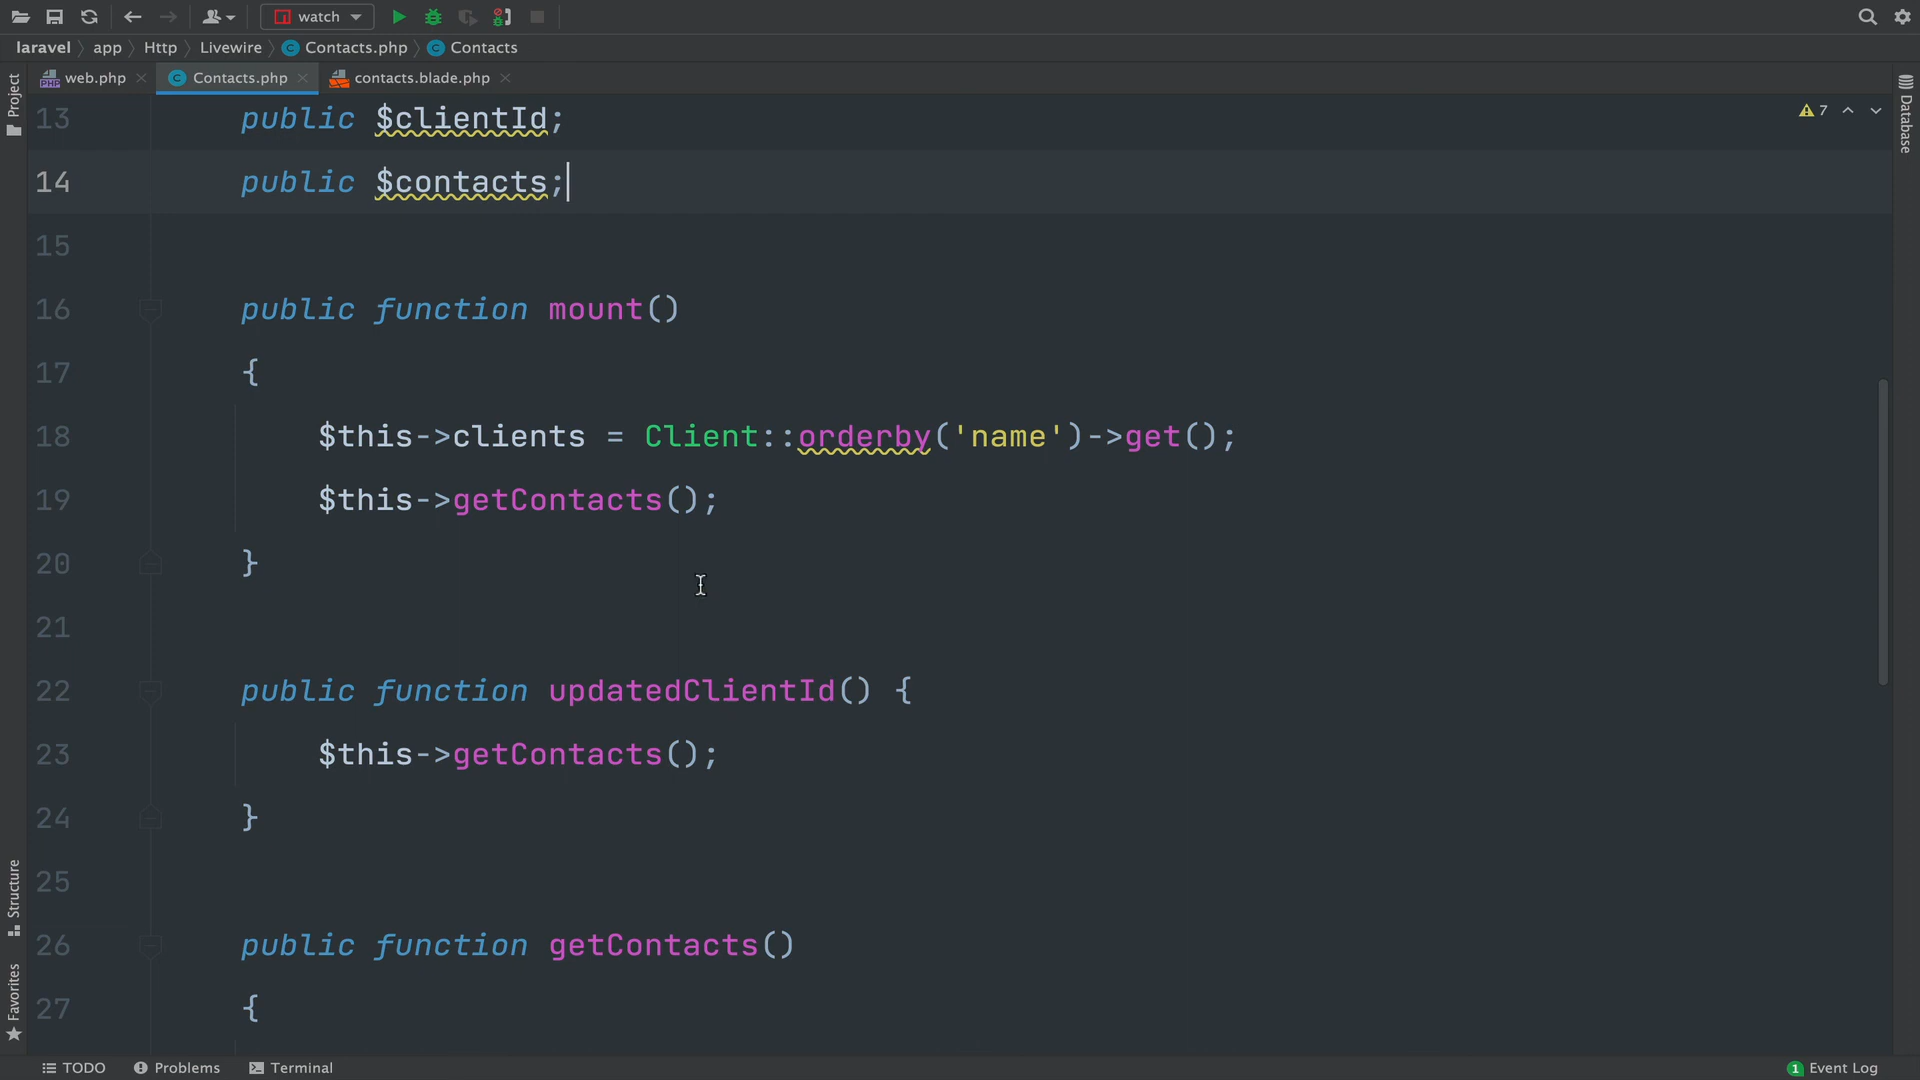 watch
laravel > app > Http > Livewire > Contacts.php > Contacts
web.php Contacts.php contacts.blade.php
Project
Database
7
13 public $clientId;
14 public $contacts;
15
16 public function mount()
17 {
18 $this->clients = Client::orderby('name')->get();
19 $this->getContacts();
20 }
21
22 public function updatedClientId() {
23 $this->getContacts();
24 }
25
26 public function getContacts()
27 {
Structure
Favorites
TODO Problems Terminal 1 Event Log